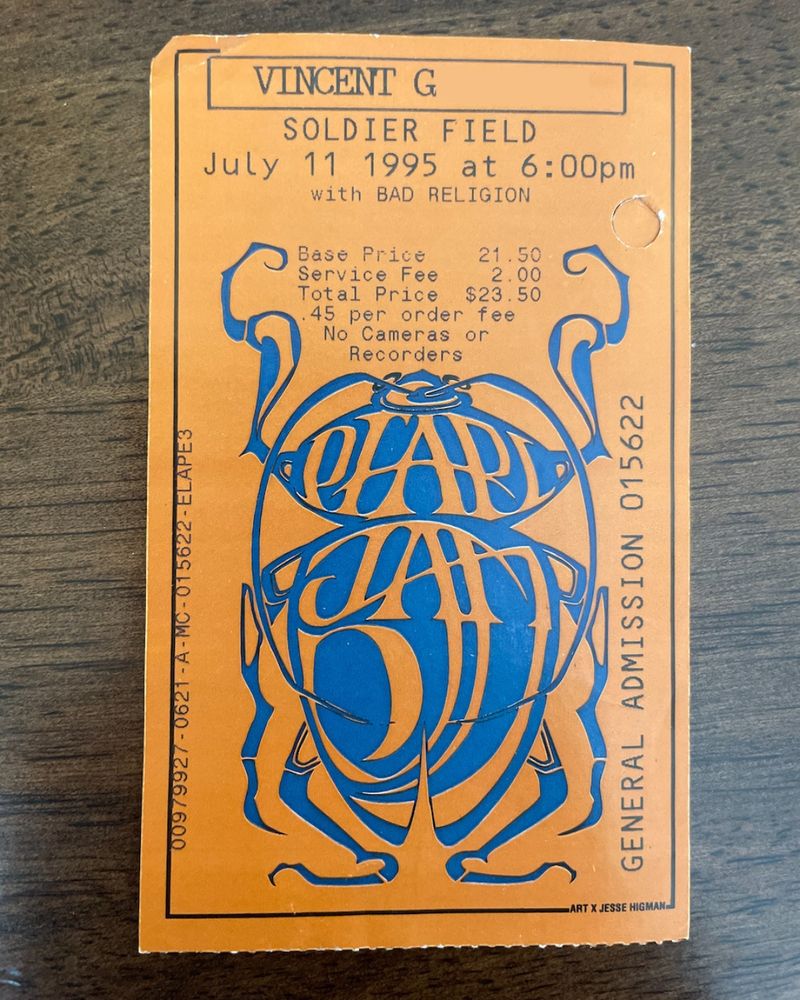 VINCENT G
SOLDIER FIELD
July 11 1995 at 6:00pm
with BAD RELIGION
Base Price 21.50
Service Fee 2.00
Total Price $23.50
.45 per order fee
No Cameras or
Recorders
PEARL
JAM
00979927-0621-A-MC-015622-ELAPE3
GENERAL ADMISSION 015622
ART X JESSE HIGMAN